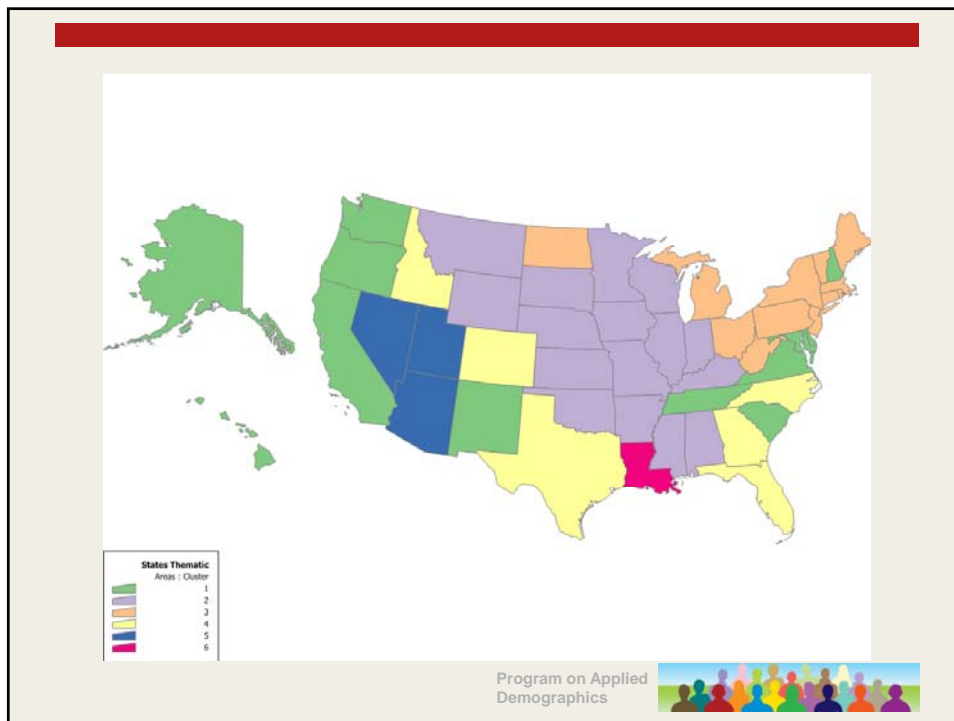 States Thematic
Areas : Cluster
1
2
3
4
5
6
Program on Applied
Demographics